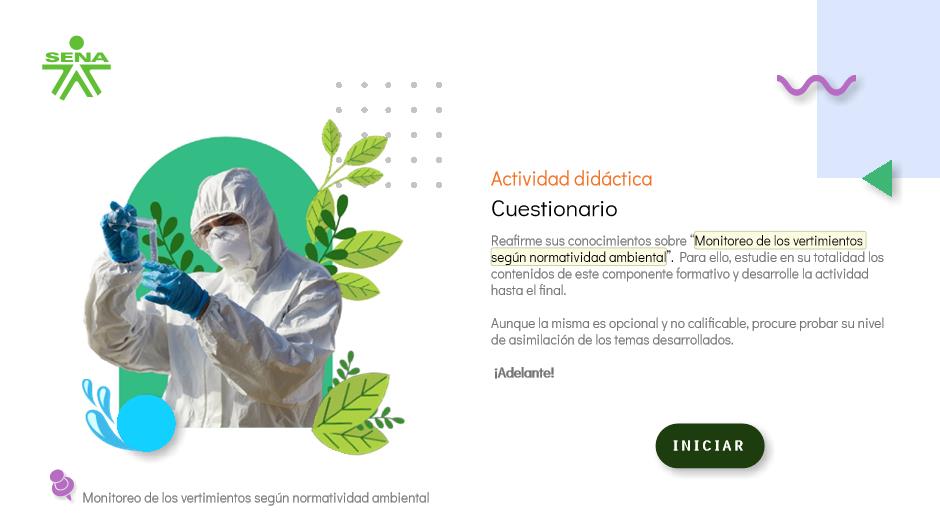 SENA
Actividad didáctica
Cuestionario
Reafirme sus conocimientos sobre “Monitoreo de los vertimientos
según normatividad ambiental”. Para ello, estudie en su totalidad los
contenidos de este componente formativo y desarrolle la actividad
hasta el final.
Aunque la misma es opcional y no calificable, procure probar su nivel
de asimilación de los temas desarrollados.
¡Adelante!
INICIAR
Monitoreo de los vertimientos según normatividad ambiental